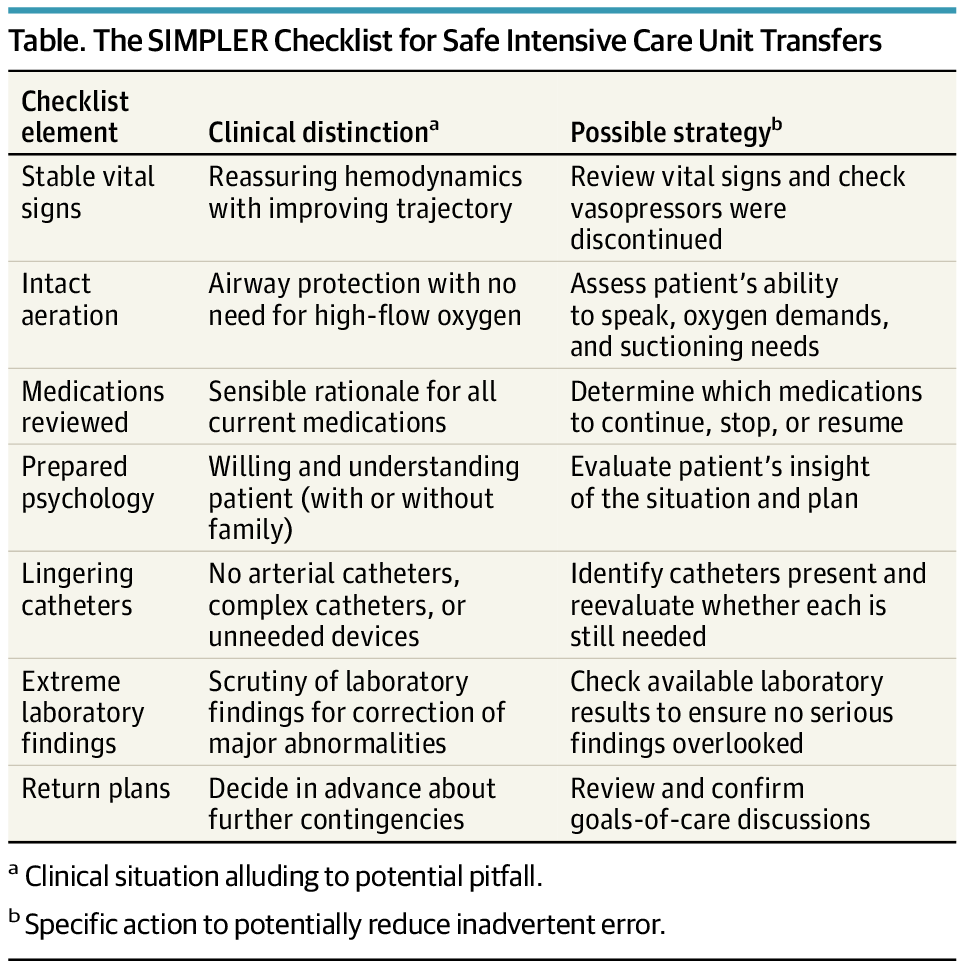 Table. The SIMPLER Checklist for Safe Intensive Care Unit Transfers
Checklist
element
Clinical distinctionᵃ
Possible strategyᵇ
Stable vital
signs
Reassuring hemodynamics
with improving trajectory
Review vital signs and check
vasopressors were
discontinued
Intact
aeration
Airway protection with no
need for high-flow oxygen
Assess patient’s ability
to speak, oxygen demands,
and suctioning needs
Medications
reviewed
Sensible rationale for all
current medications
Determine which medications
to continue, stop, or resume
Prepared
psychology
Willing and understanding
patient (with or without
family)
Evaluate patient’s insight
of the situation and plan
Lingering
catheters
No arterial catheters,
complex catheters, or
unneeded devices
Identify catheters present and
reevaluate whether each is
still needed
Extreme
laboratory
findings
Scrutiny of laboratory
findings for correction of
major abnormalities
Check available laboratory
results to ensure no serious
findings overlooked
Return plans
Decide in advance about
further contingencies
Review and confirm
goals-of-care discussions
ᵃ Clinical situation alluding to potential pitfall.
ᵇ Specific action to potentially reduce inadvertent error.